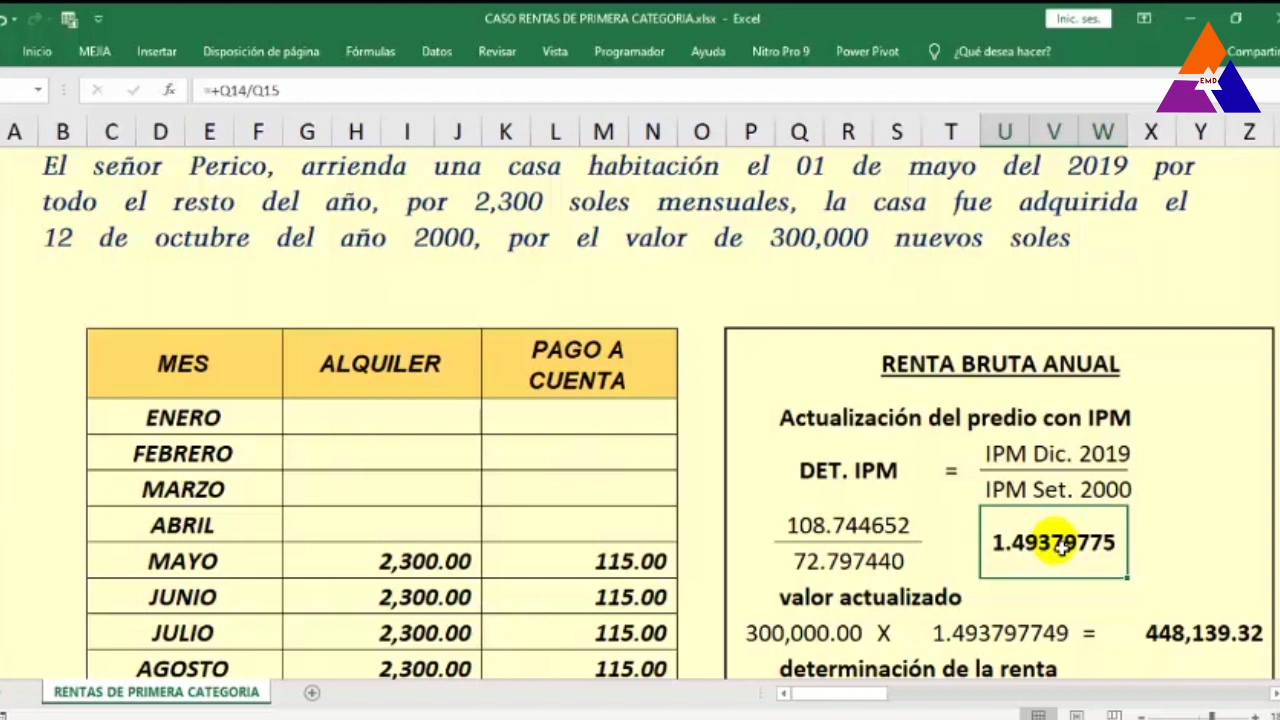 CASO RENTAS DE PRIMERA CATEGORIA.xlsx - Excel
Inic. ses.
Inicio MEJIA Insertar Disposición de página Fórmulas Datos Revisar Vista Programador Ayuda Nitro Pro 9 Power Pivot ¿Qué desea hacer? Compartir
EMD
fx =+Q14/Q15
A B C D E F G H I J K L M N O P Q R S T U V W X Y Z
El señor Perico, arrienda una casa habitación el 01 de mayo del 2019 por
todo el resto del año, por 2,300 soles mensuales, la casa fue adquirida el
12 de octubre del año 2000, por el valor de 300,000 nuevos soles
MES ALQUILER PAGO A
CUENTA
ENERO
FEBRERO
MARZO
ABRIL
MAYO 2,300.00 115.00
JUNIO 2,300.00 115.00
JULIO 2,300.00 115.00
AGOSTO 2,300.00 115.00
RENTA BRUTA ANUAL
Actualización del predio con IPM
DET. IPM = IPM Dic. 2019
IPM Set. 2000
108.744652
72.797440
1.49379775
valor actualizado
300,000.00 X 1.493797749 = 448,139.32
determinación de la renta
RENTAS DE PRIMERA CATEGORIA